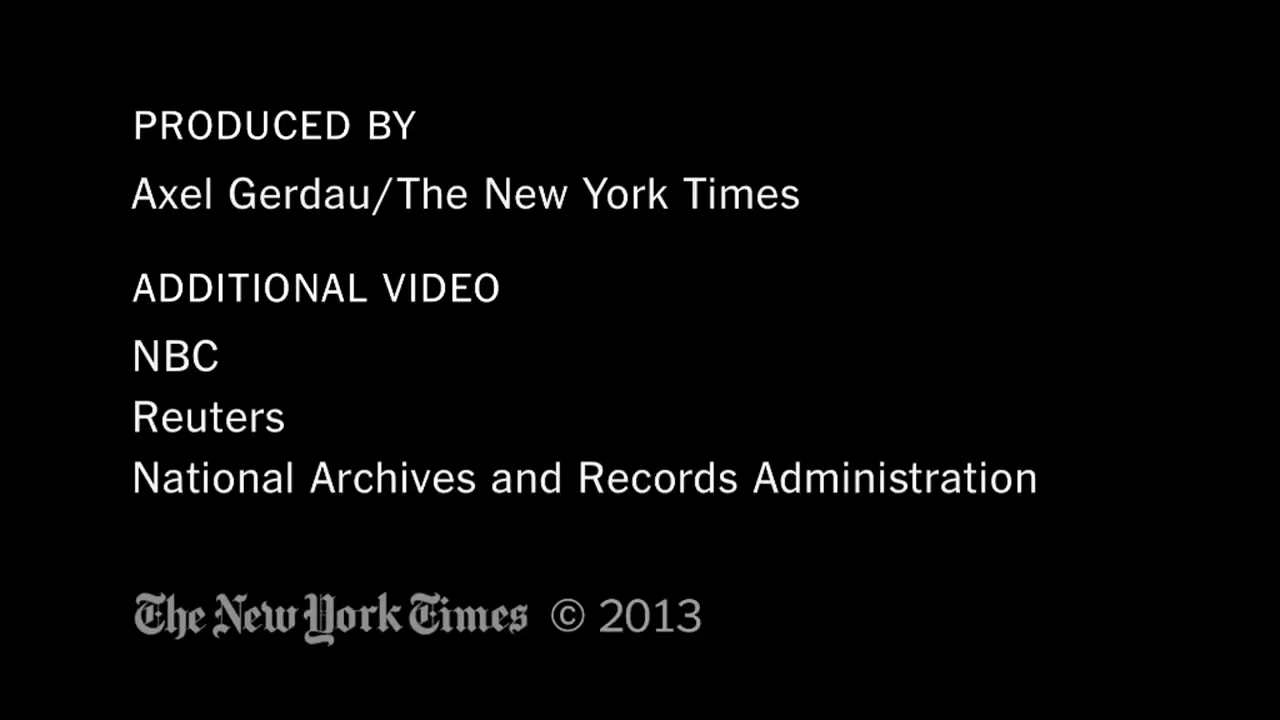 PRODUCED BY
Axel Gerdau/The New York Times
ADDITIONAL VIDEO
NBC
Reuters
National Archives and Records Administration
The New York Times © 2013